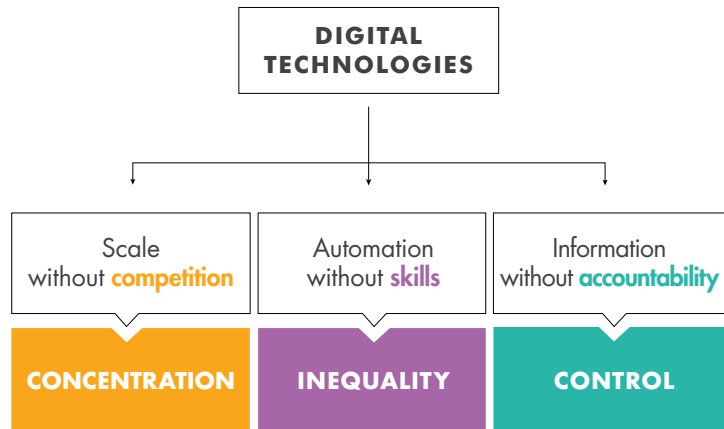 DIGITAL
TECHNOLOGIES
Scale
without competition
Automation
without skills
Information
without accountability
CONCENTRATION
INEQUALITY
CONTROL